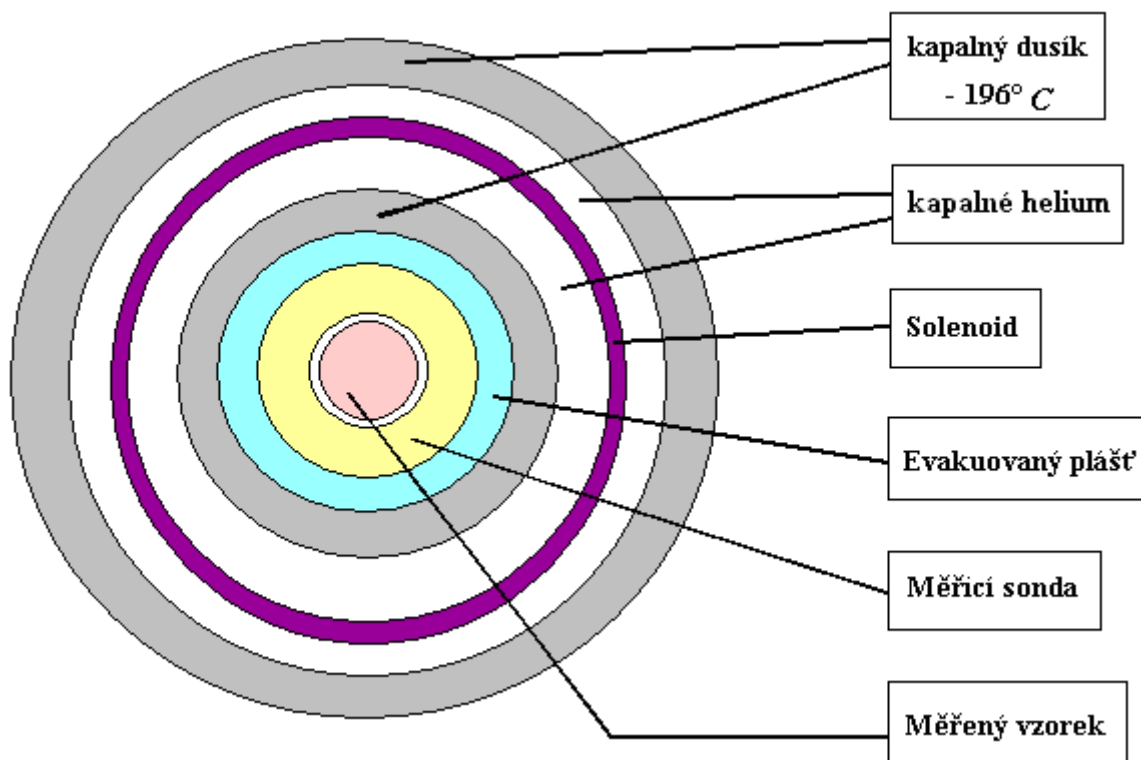 kapalný dusík
- 196° C
kapalné helium
Solenoid
Evakuovaný plášť
Měřicí sonda
Měřený vzorek